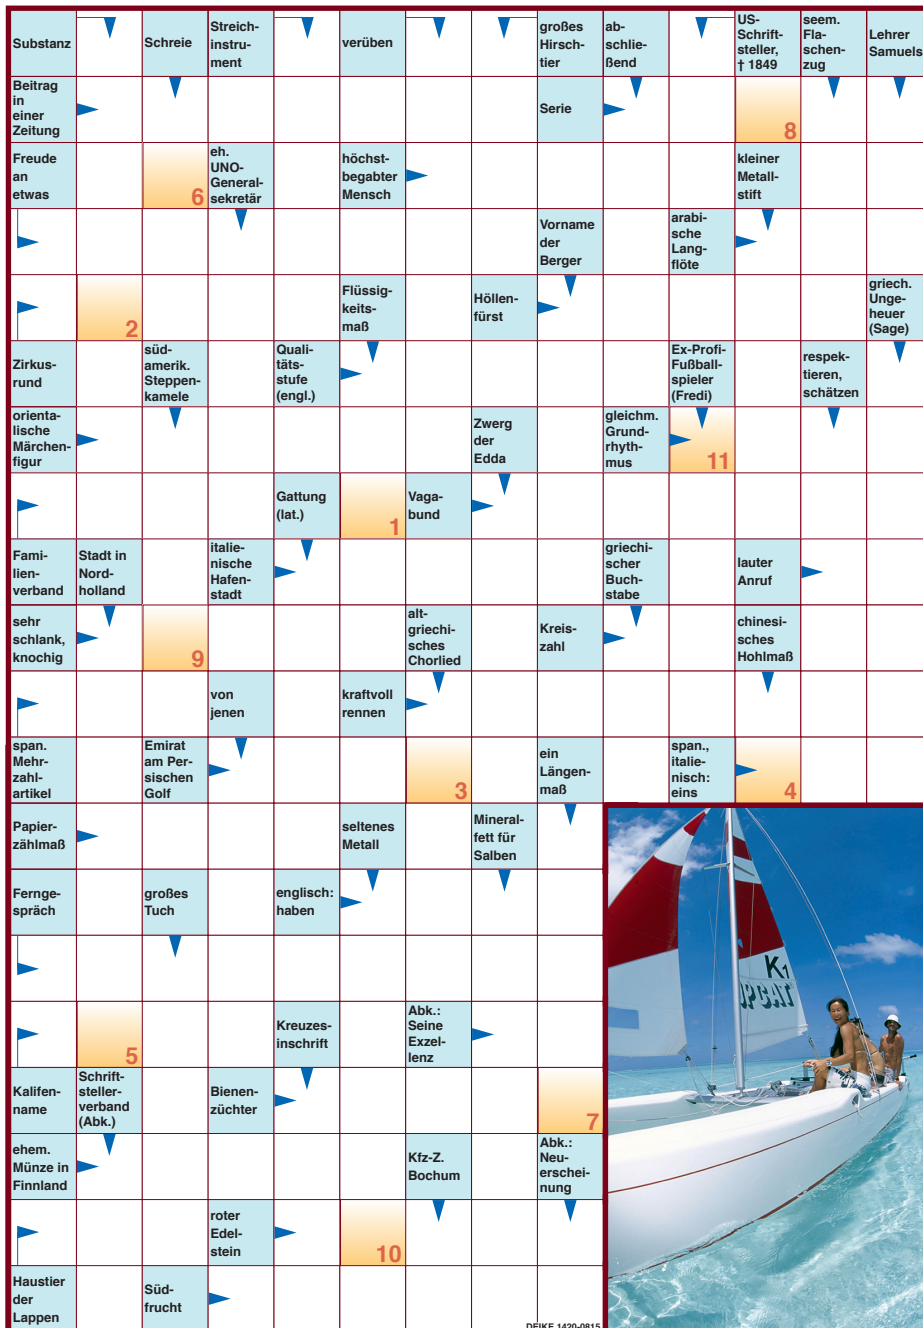 Substanz
Schreie
Streich-
instru-
ment
verüben
großes
Hirsch-
tier
ab-
schlie-
ßend
US-
Schrift-
steller,
† 1849
seem.
Fla-
schen-
zug
Lehrer
Samuels
Beitrag
in
einer
Zeitung
Serie
8
Freude
an
etwas
6
eh.
UNO-
General-
sekretär
höchst-
begabter
Mensch
kleiner
Metall-
stift
Vorname
der
Berger
arabi-
sche
Lang-
flöte
2
Flüssig-
keits-
maß
Höllen-
fürst
griech.
Unge-
heuer
(Sage)
Zirkus-
rund
süd-
amerik.
Steppen-
kamele
Quali-
täts-
stufe
(engl.)
Ex-Profi-
Fußball-
spieler
(Fredi)
respek-
tieren,
schätzen
orienta-
lische
Märchen-
figur
Zwerg
der
Edda
gleichm.
Grund-
rhyth-
mus
11
Gattung
(lat.)
1
Vaga-
bund
Fami-
lien-
verband
Stadt in
Nord-
holland
italie-
nische
Hafen-
stadt
griechi-
scher
Buch-
stabe
lauter
Anruf
sehr
schlank,
knochig
9
alt-
griechi-
sches
Chorlied
Kreis-
zahl
chinesi-
sches
Hohlmaß
von
jenen
kraftvoll
rennen
span.
Mehr-
zahl-
artikel
Emirat
am Per-
sischen
Golf
3
ein
Längen-
maß
span.,
italie-
nisch:
eins
4
Papier-
zählmaß
seltenes
Metall
Mineral-
fett für
Salben
Fernge-
spräch
großes
Tuch
englisch:
haben
K1
5
Kreuzes-
inschrift
Abk.:
Seine
Exzel-
lenz
Kalifen-
name
Schrift-
steller-
verband
(Abk.)
Bienen-
züchter
7
ehem.
Münze in
Finnland
Kfz-Z.
Bochum
Abk.:
Neu-
erschei-
nung
roter
Edel-
stein
10
Haustier
der
Lappen
Süd-
frucht
DEIKE 1420-0815